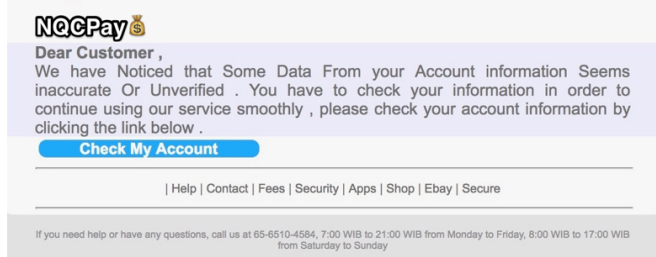 NQCPay
Dear Customer ,
We have Noticed that Some Data From your Account information Seems
inaccurate Or Unverified . You have to check your information in order to
continue using our service smoothly , please check your account information by
clicking the link below .
Check My Account
| Help | Contact | Fees | Security | Apps | Shop | Ebay | Secure
If you need help or have any questions, call us at 65-6510-4584, 7:00 WIB to 21:00 WIB from Monday to Friday, 8:00 WIB to 17:00 WIB
from Saturday to Sunday